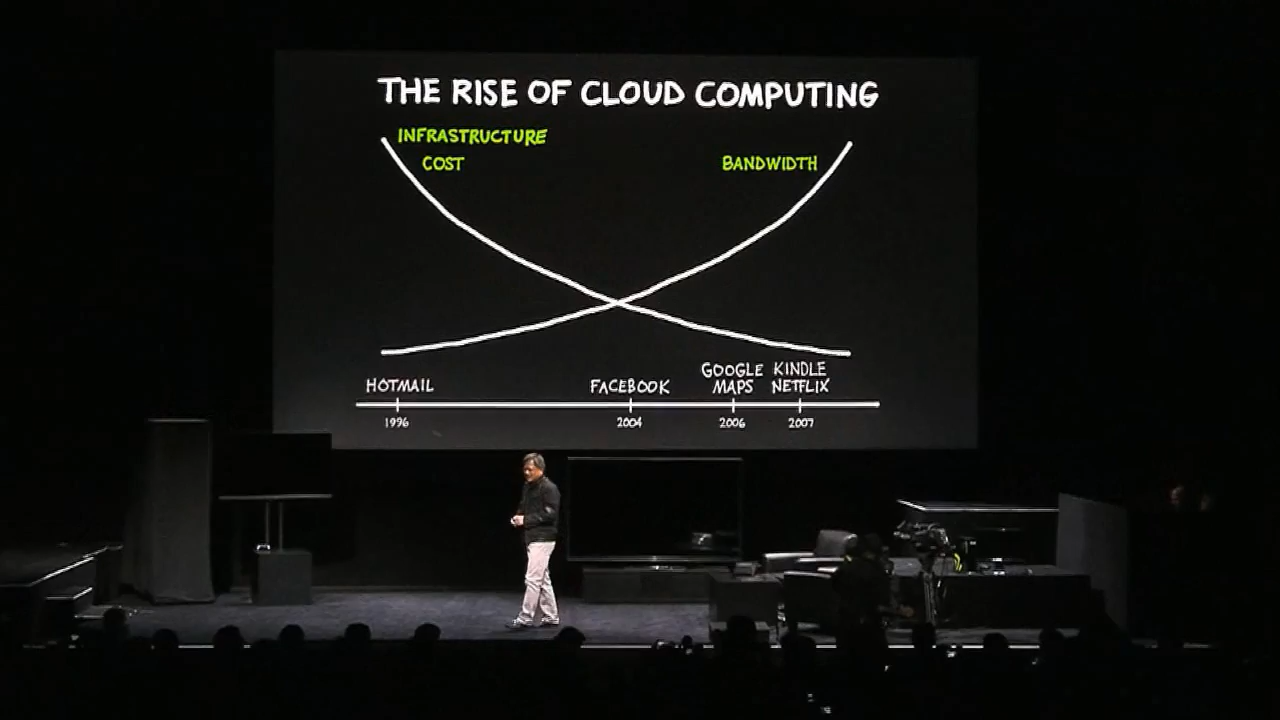 THE RISE OF CLOUD COMPUTING
INFRASTRUCTURE
COST
BANDWIDTH
HOTMAIL
FACEBOOK
GOOGLE
MAPS
KINDLE
NETFLIX
1996
2004
2006
2007